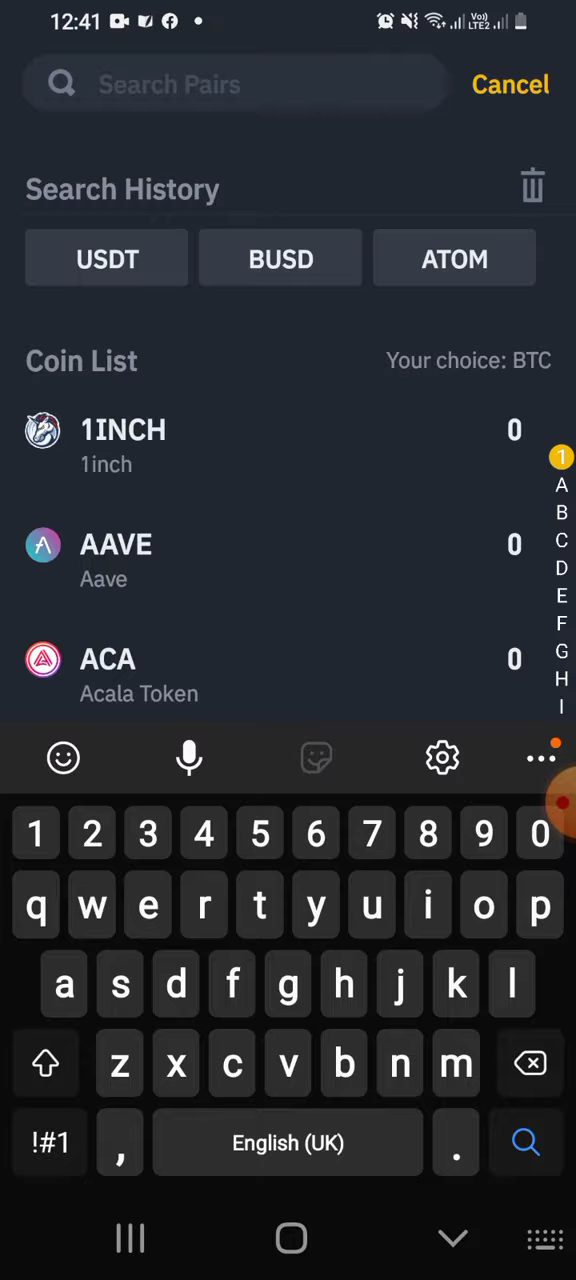 12:41
Vo)) LTE2
Search Pairs
Cancel
Search History
USDT BUSD ATOM
Coin List
Your choice: BTC
1INCH 0
1inch
1
A
B
AAVE 0
C
Aave
D
E
F
G
ACA 0
H
Acala Token
I
1 2 3 4 5 6 7 8 9 0
q w e r t y u i o p
a s d f g h j k l
z x c v b n m
!#1 , English (UK) .